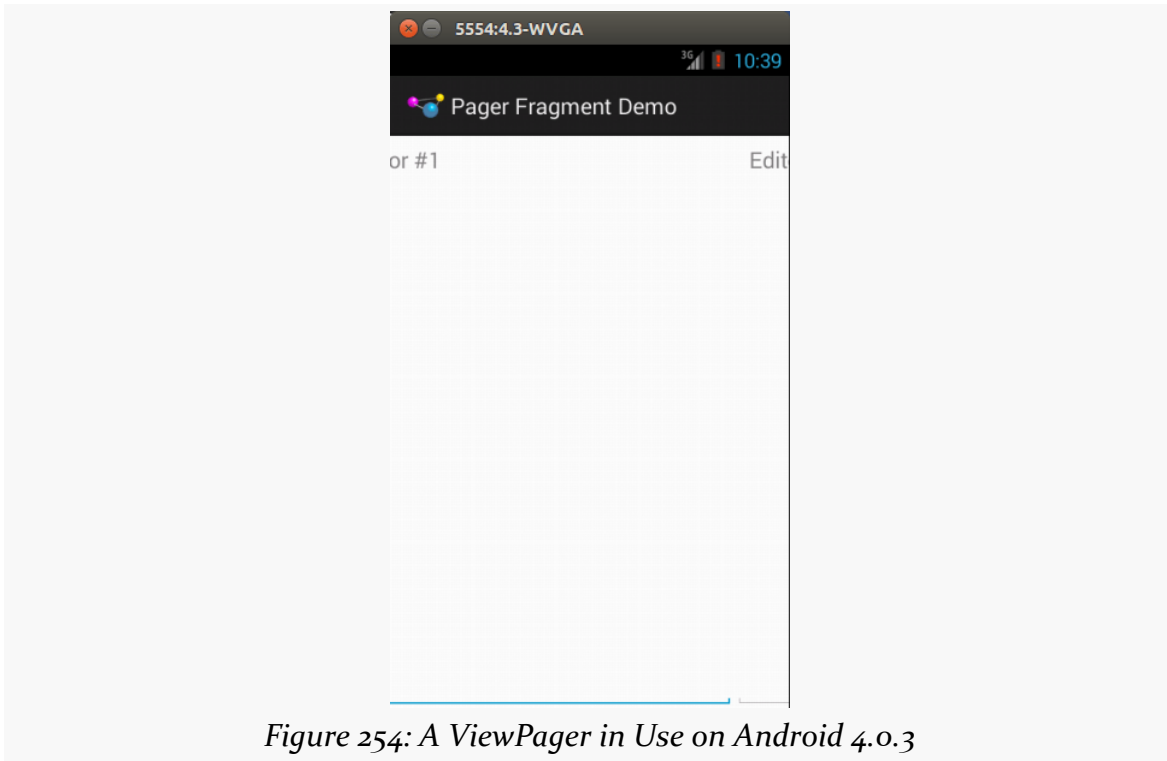 5554:4.3-WVGA
3G 10:39
Pager Fragment Demo
or #1 Edit
Figure 254: A ViewPager in Use on Android 4.0.3